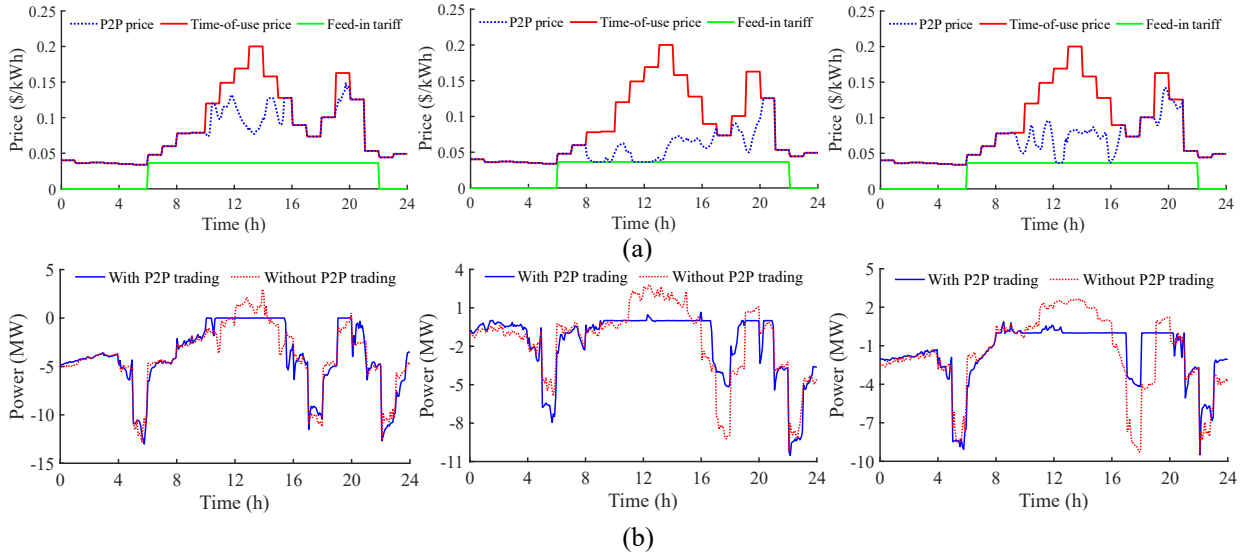 P2P price Time-of-use price Feed-in tariff
Price ($/kWh)
0.2
0.15
0.1
0.05
0
0 4 8 12 16 20 24
Time (h)
P2P price Time-of-use price Feed-in tariff
Price ($/kWh)
0.2
0.15
0.1
0.05
0
0 4 8 12 16 20 24
Time (h)
P2P price Time-of-use price Feed-in tariff
Price ($/kWh)
0.2
0.15
0.1
0.05
0
0 4 8 12 16 20 24
Time (h)
(a)
With P2P trading Without P2P trading
Power (MW)
5
0
-5
-10
-15
0 4 8 12 16 20 24
Time (h)
With P2P trading Without P2P trading
Power (MW)
4
1
-2
-5
-8
-11
0 4 8 12 16 20 24
Time (h)
With P2P trading Without P2P trading
Power (MW)
5
2
-1
-4
-7
-10
0 4 8 12 16 20 24
Time (h)
(b)